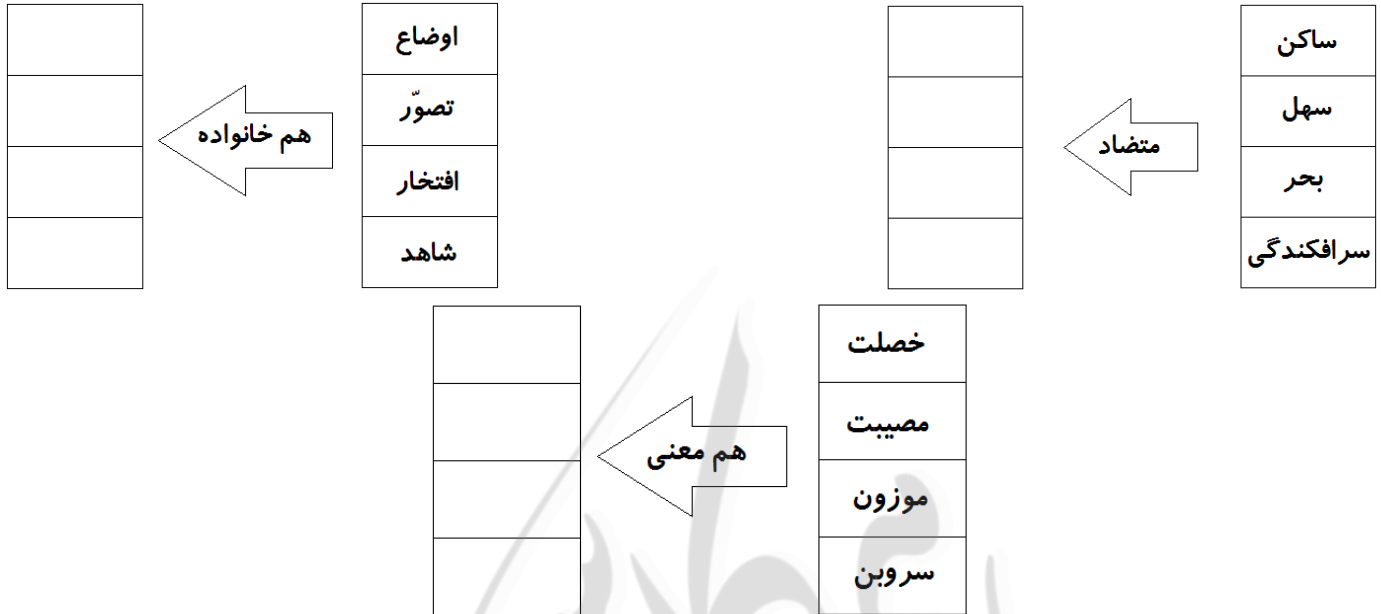 ساکن
سهل
بحر
سرافکندگی
متضاد
اوضاع
تصوّر
افتخار
شاهد
هم خانواده
خصلت
مصیبت
موزون
سروبن
هم معنی